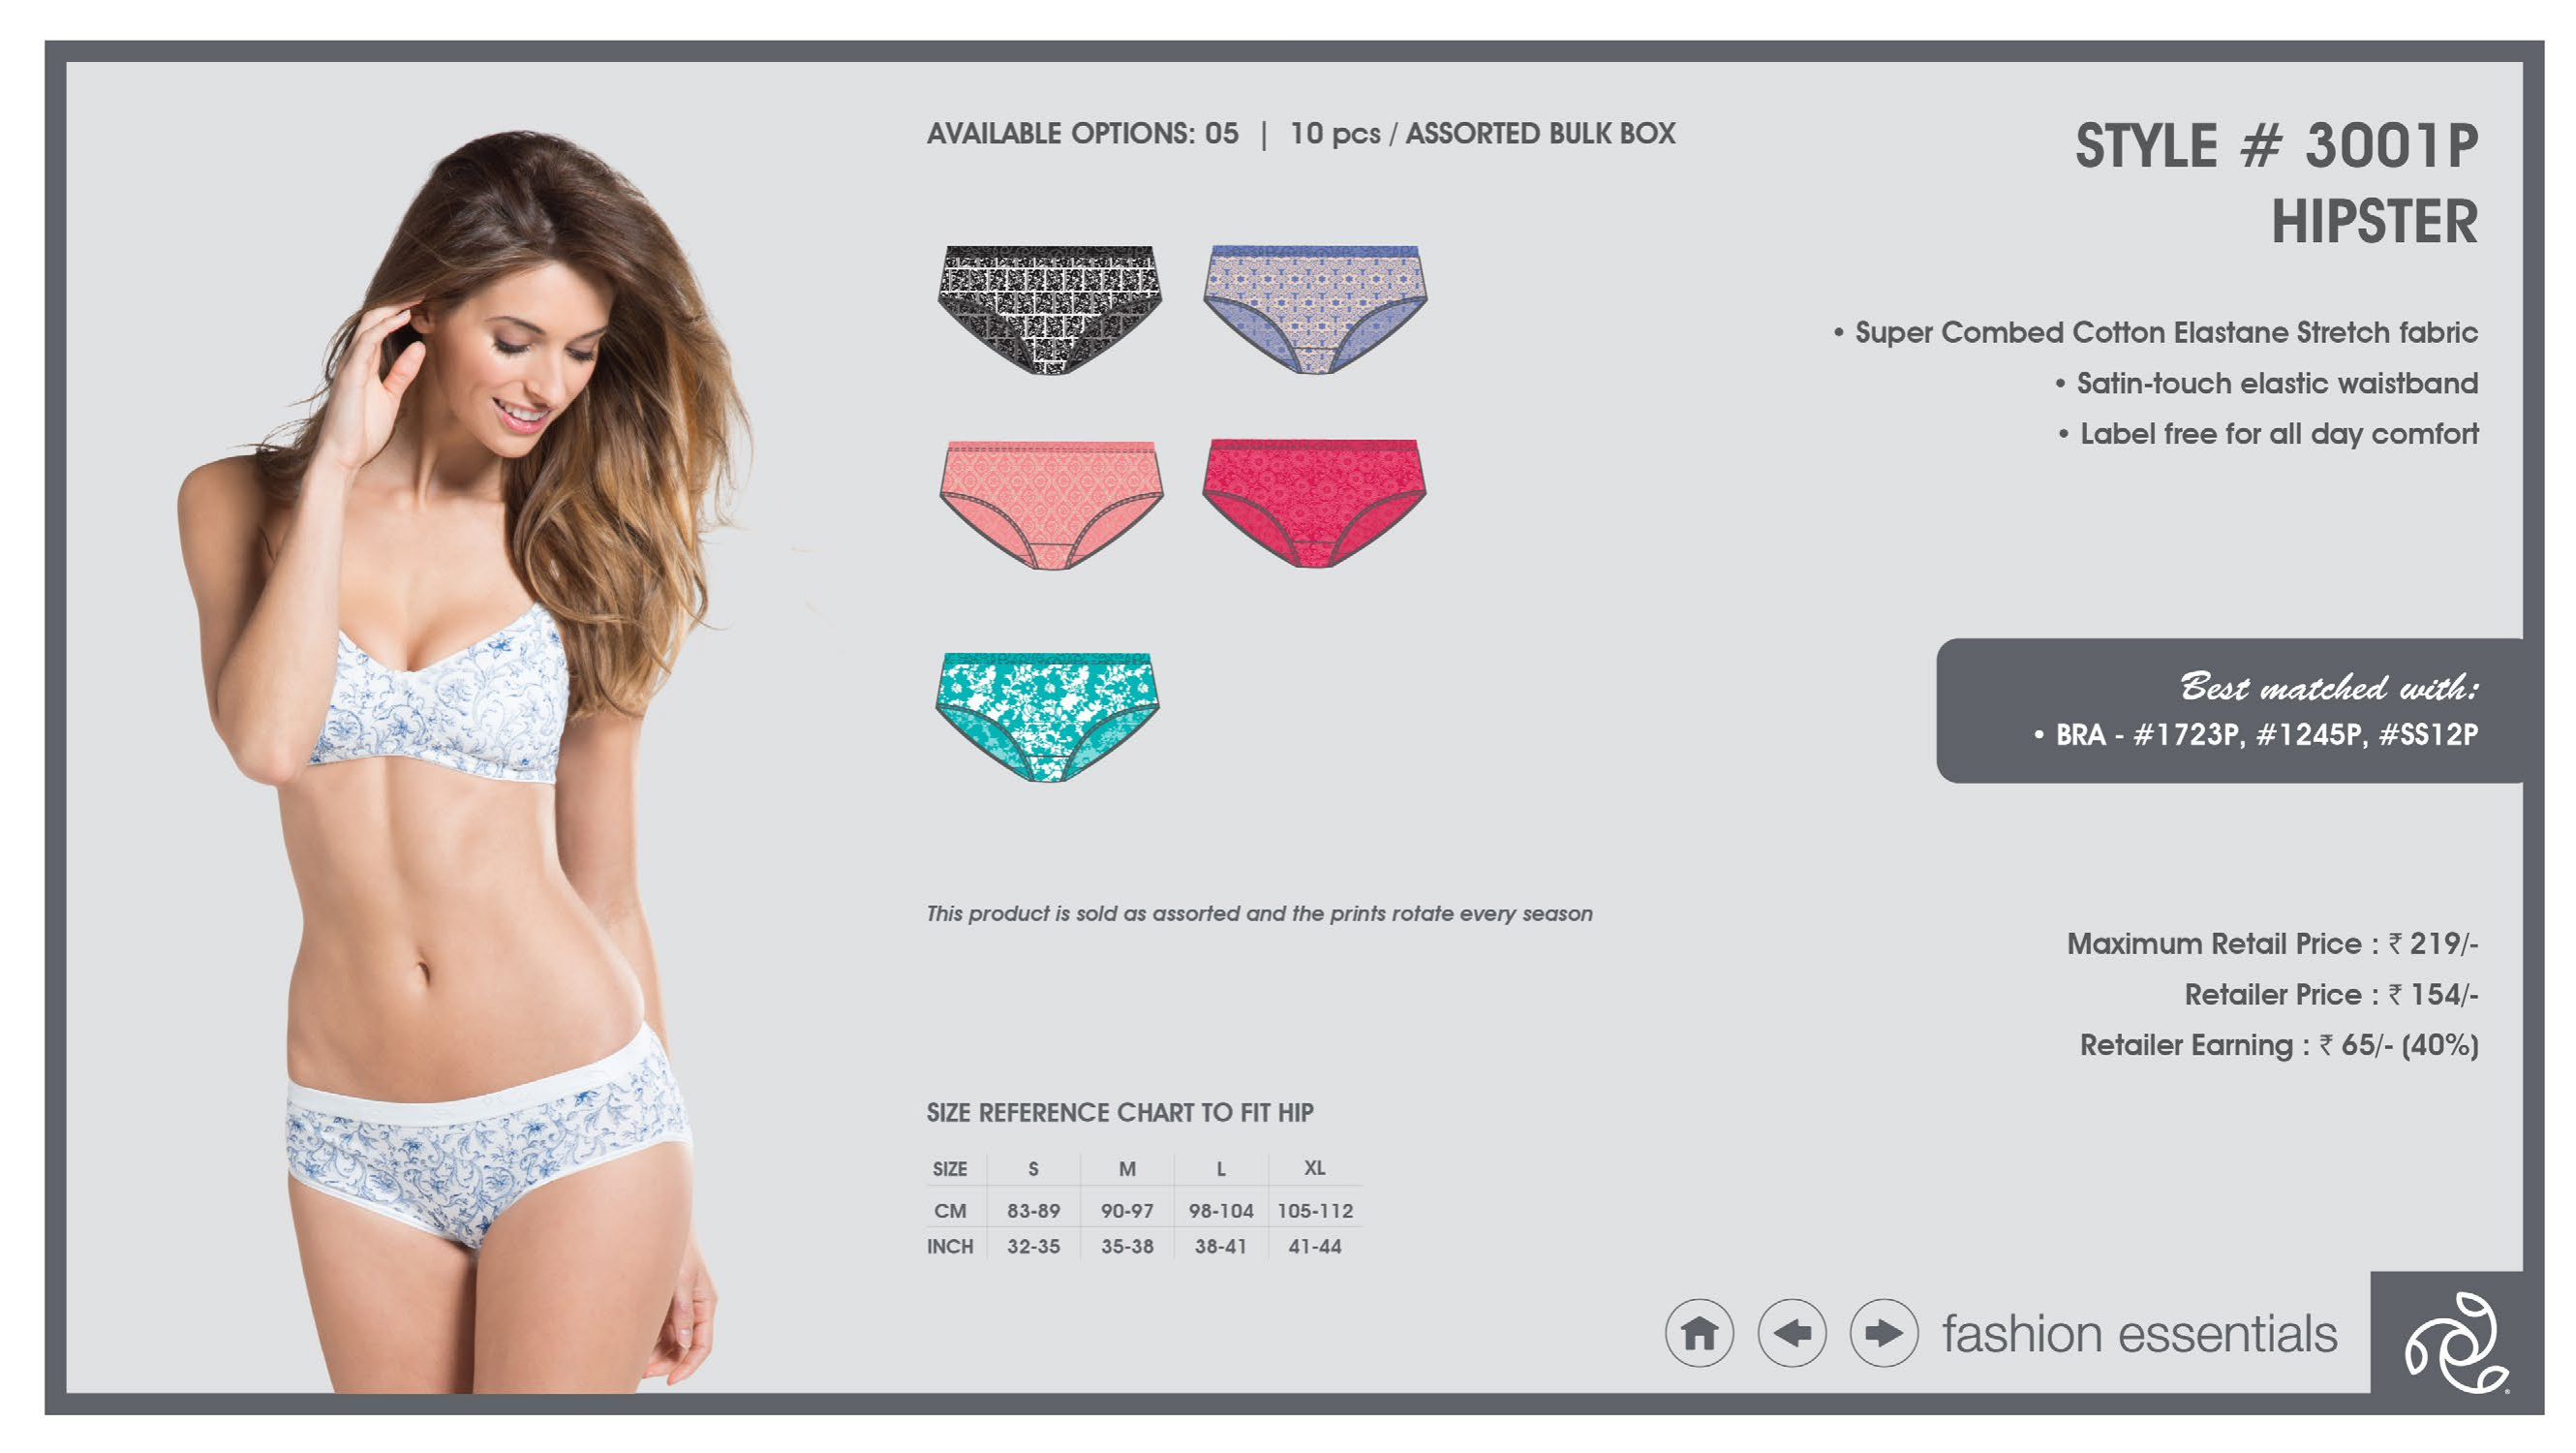 AVAILABLE OPTIONS: 05 | 10 pcs / ASSORTED BULK BOX
STYLE # 3001P
HIPSTER
• Super Combed Cotton Elastane Stretch fabric
• Satin-touch elastic waistband
• Label free for all day comfort
Best matched with:
• BRA - #1723P, #1245P, #SS12P
This product is sold as assorted and the prints rotate every season
Maximum Retail Price : ₹ 219/-
Retailer Price : ₹ 154/-
Retailer Earning : ₹ 65/- (40%)
SIZE REFERENCE CHART TO FIT HIP
SIZE S M L XL
CM 83-89 90-97 98-104 105-112
INCH 32-35 35-38 38-41 41-44
fashion essentials